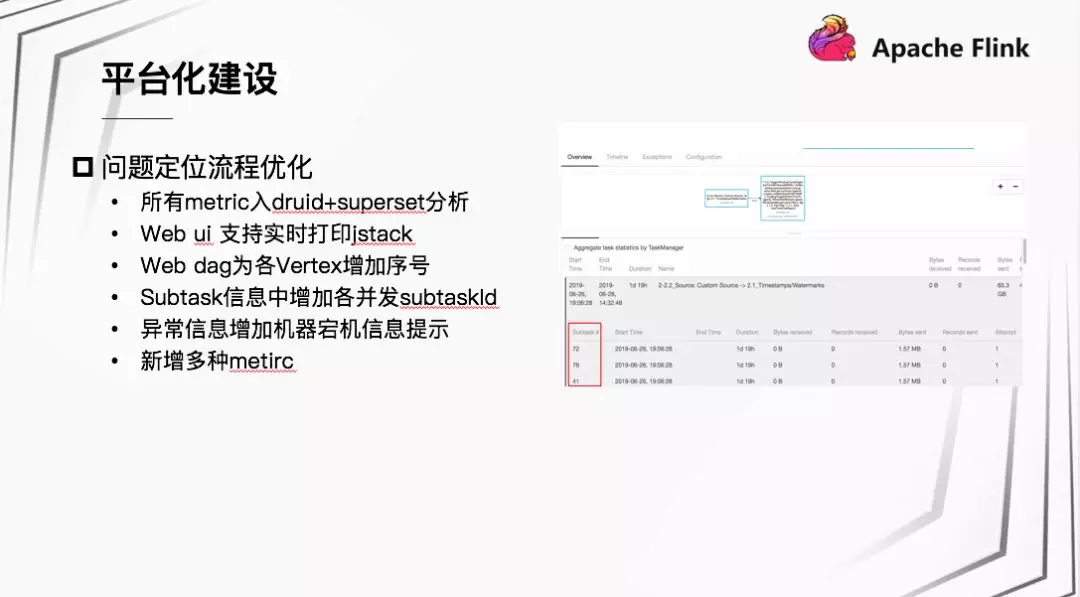 Apache Flink
平台化建设
问题定位流程优化
• 所有metric入druid+superset分析
• Web ui 支持实时打印jstack
• Web dag为各Vertex增加序号
• Subtask信息中增加各并发subtaskId
• 异常信息增加机器宕机信息提示
• 新增多种metirc
Overview Timeline Exceptions Configuration
+ −
Aggregate task statistics by TaskManager
Start Time End Time Duration Name Bytes received Records received Bytes sent
2019-06-26, 19:08:28 2019-06-28, 14:32:48 1d 19h 2-2.2_Source: Custom Source -> 2.1_Timestamps/Watermarks 0 B 0 65.3 GB
Subtask # Start Time End Time Duration Bytes received Records received Bytes sent Records sent Attempt
72 2019-06-26, 19:08:28 1d 19h 0 B 0 1.57 MB 0 1
76 2019-06-26, 19:08:28 1d 19h 0 B 0 1.57 MB 0 1
41 2019-06-26, 19:08:28 1d 19h 0 B 0 1.57 MB 0 1